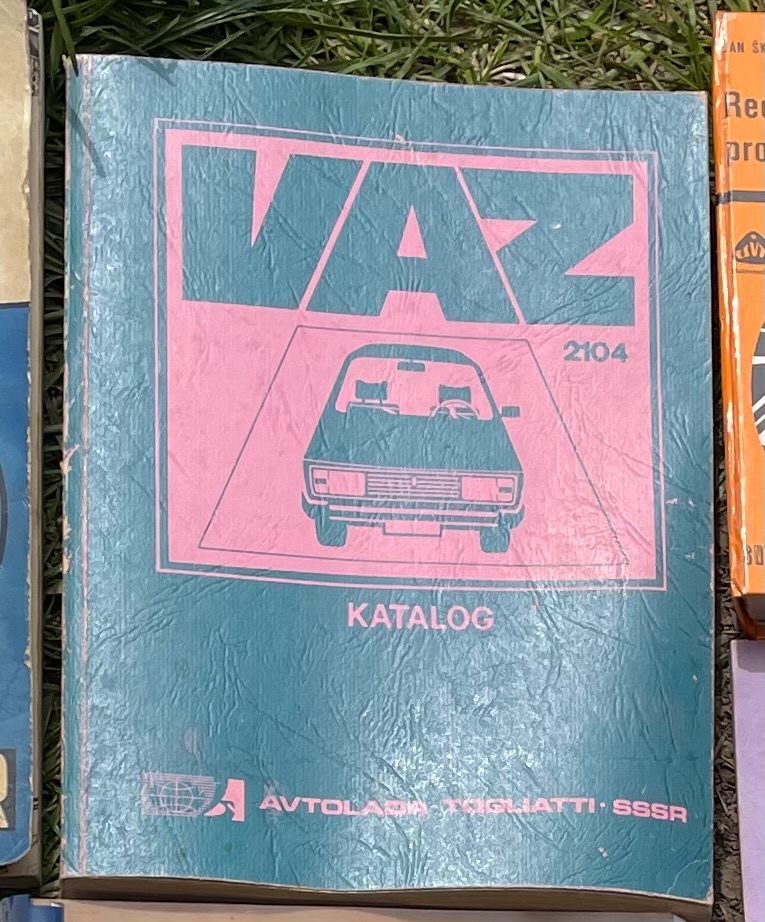 VAZ
2104
KATALOG
AVTOLADA TOGLIATTI · SSSR